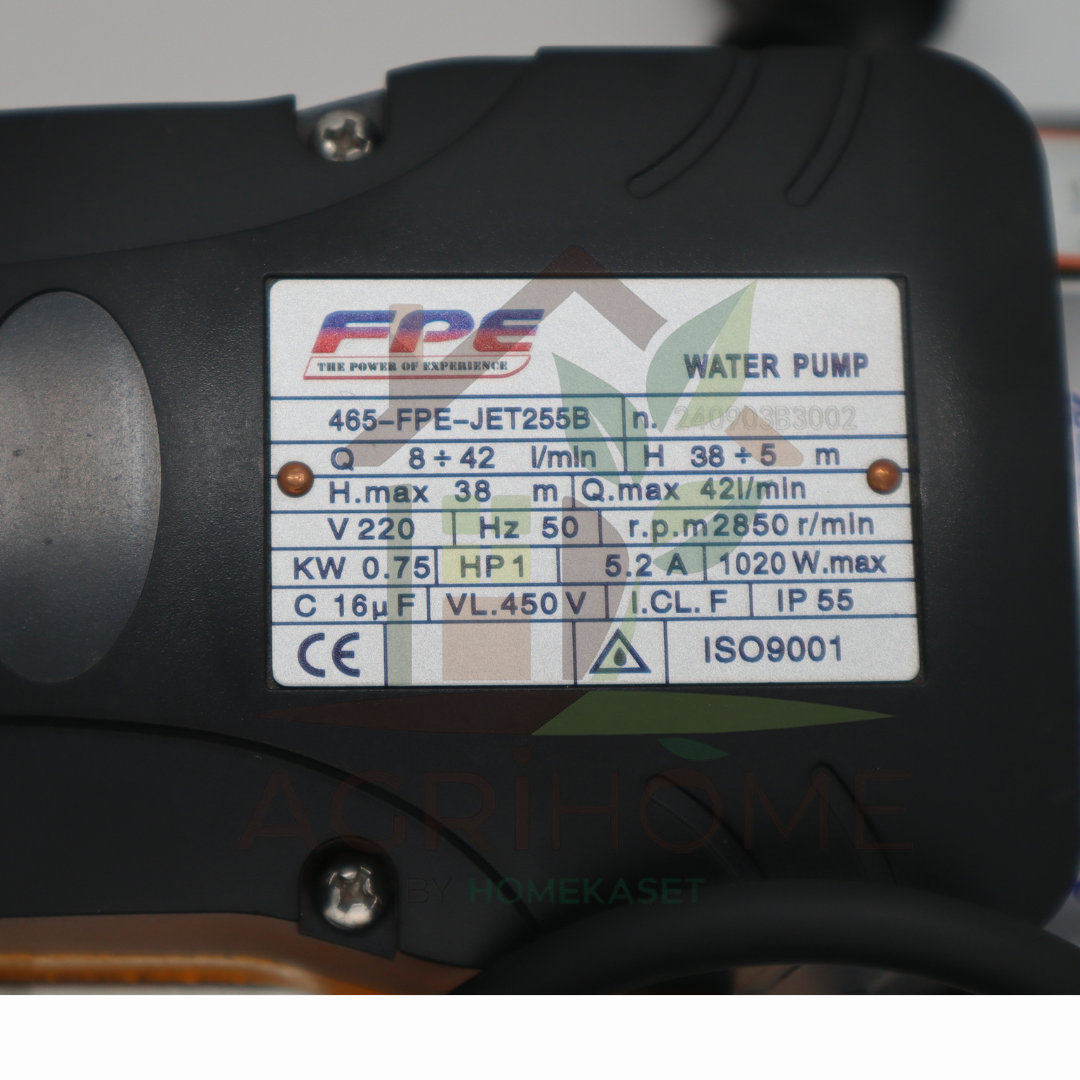 FPE
THE POWER OF EXPERIENCE
WATER PUMP
465-FPE-JET255B n. 240903B3002
Q 8÷42 l/min H 38÷5 m
H.max 38 m Q.max 42l/min
V 220 Hz 50 r.p.m2850 r/min
KW 0.75 HP 1 5.2 A 1020 W.max
C 16µF VL.450 V I.CL. F IP 55
CE ISO9001
AGRIHOME
BY HOMEKASET